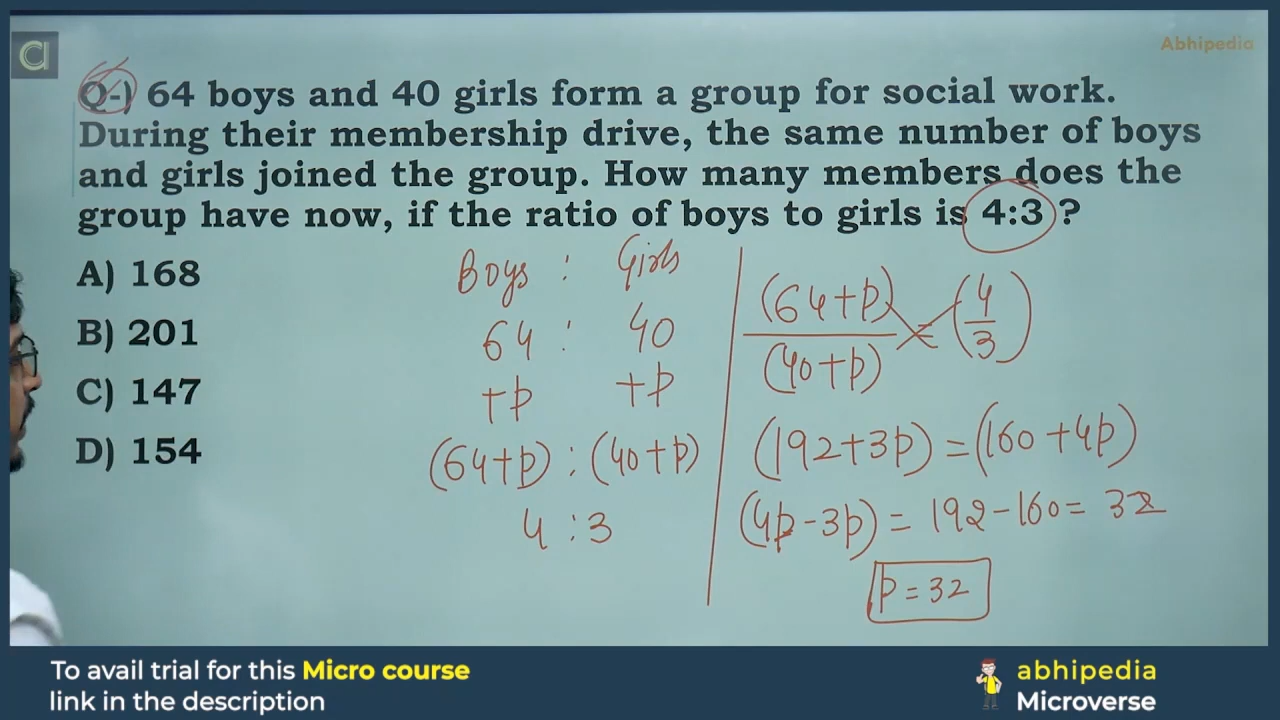 Abhipedia
Q-) 64 boys and 40 girls form a group for social work.
During their membership drive, the same number of boys
and girls joined the group. How many members does the
group have now, if the ratio of boys to girls is 4:3 ?
A) 168
B) 201
C) 147
D) 154
Boys : Girls
64 : 40
+p +p
(64+p) : (40+p)
4 : 3
(64+p)/(40+p) = (4/3)
(192+3p) = (160+4p)
(4p-3p) = 192-160 = 32
p = 32
To avail trial for this Micro course
link in the description
abhipedia
Microverse